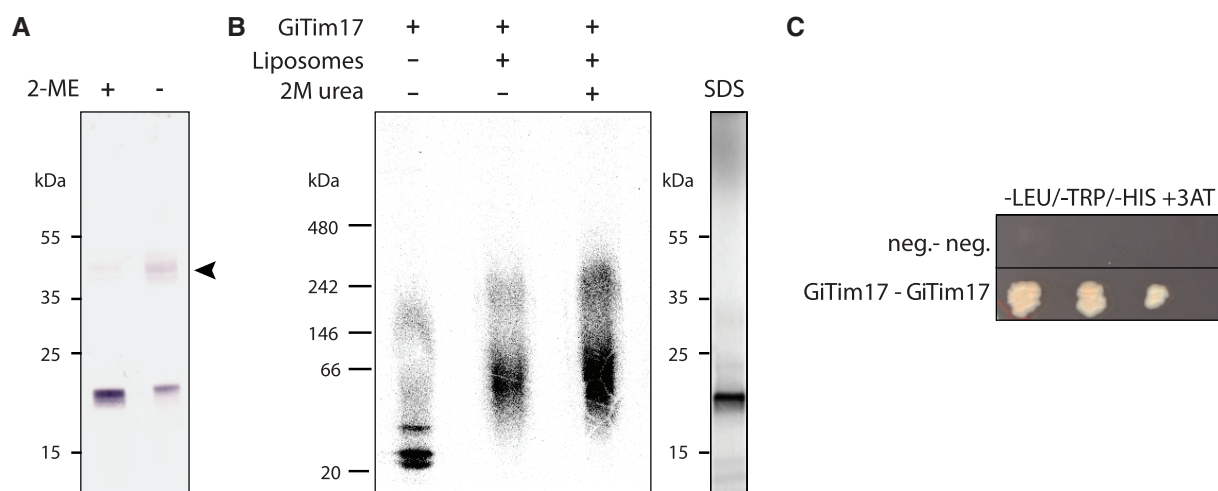 A
2-ME + -
kDa
55
35
25
15
B
GiTim17 + + +
Liposomes – + +
2M urea – – +
kDa
480
242
146
66
20
SDS
kDa
55
35
25
15
C
-LEU/-TRP/-HIS +3AT
neg.- neg.
GiTim17 - GiTim17